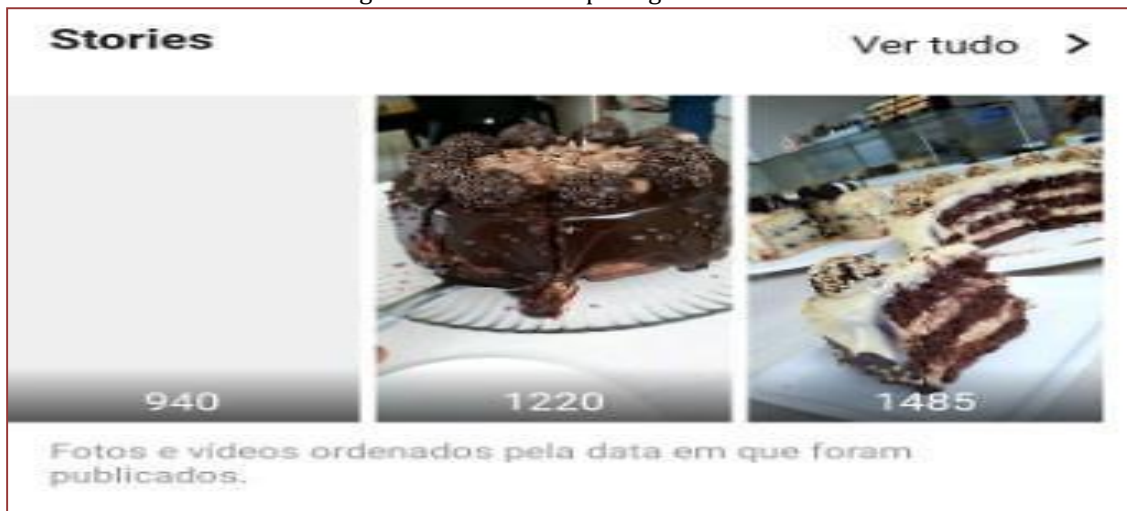 Stories
Ver tudo >
940
1220
1485
Fotos e vídeos ordenados pela data em que foram
publicados.